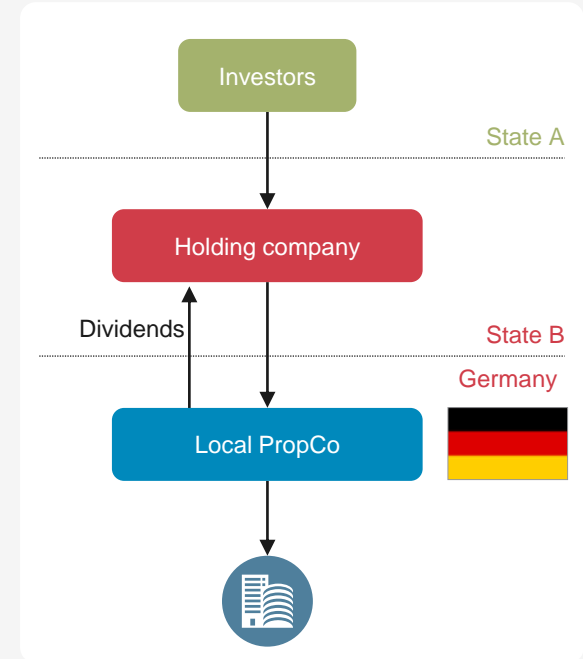 Investors
State A
Holding company
Dividends
State B
Germany
Local PropCo